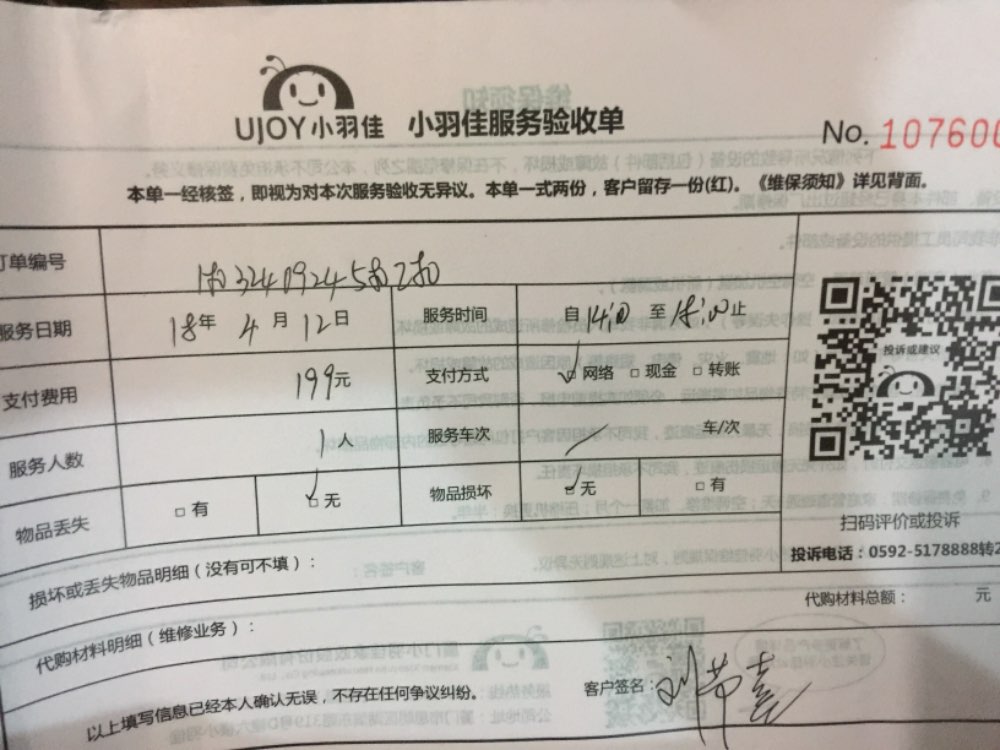 UJOY小羽佳 小羽佳服务验收单
No. 107600
本单一经核签，即视为对本次服务验收无异议。本单一式两份，客户留存一份(红)。《维保须知》详见背面。
订单编号 324092458
服务日期 18年 4月 12日 服务时间 自14:00 至18:00止
支付费用 199元 支付方式 ☑网络 □现金 □转账
服务人数 1人 服务车次 / 车/次
物品丢失 □有 ☑无 物品损坏 ☑无 □有
投诉或建议
扫码评价或投诉
投诉电话：0592-5178888转2
损坏或丢失物品明细（没有可不填）：
代购材料总额： 元
代购材料明细（维修业务）：
以上填写信息已经本人确认无误，不存在任何争议纠纷。
客户签名：